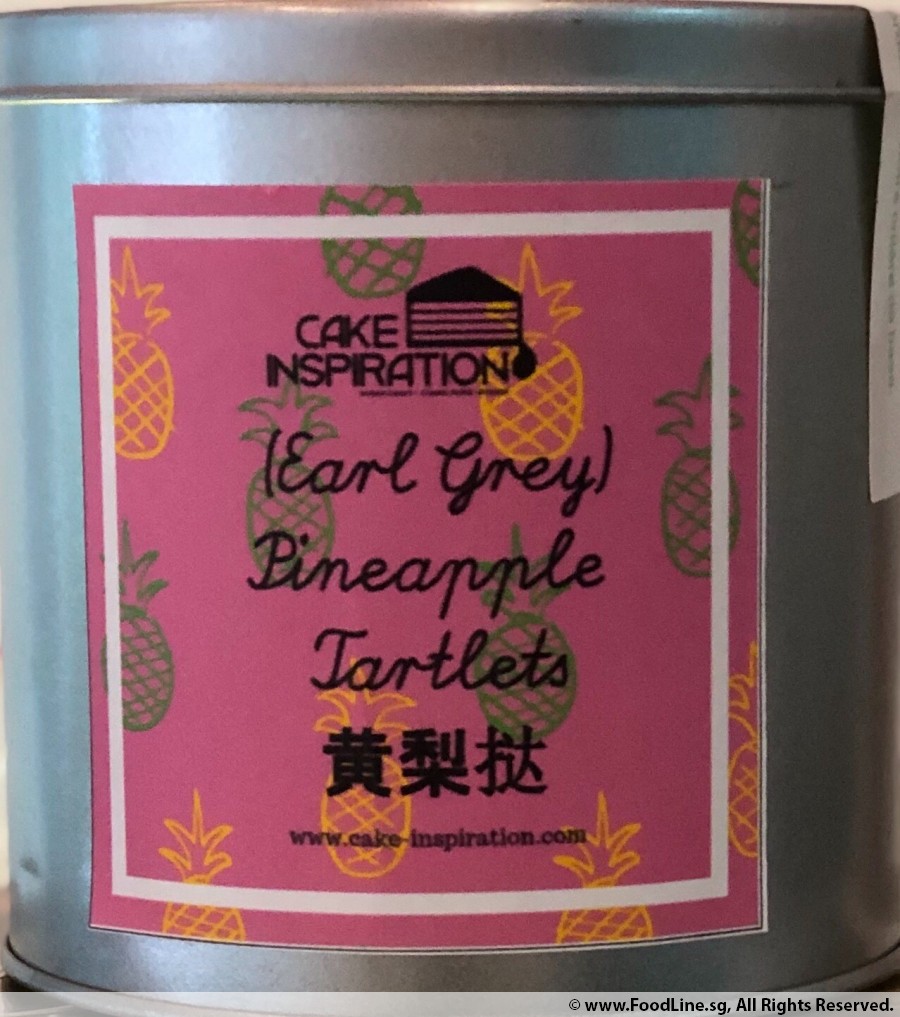 CAKE
INSPIRATION
(Earl Grey)
Pineapple
Tartlets
黄梨挞
www.cake-inspiration.com
© www.FoodLine.sg, All Rights Reserved.